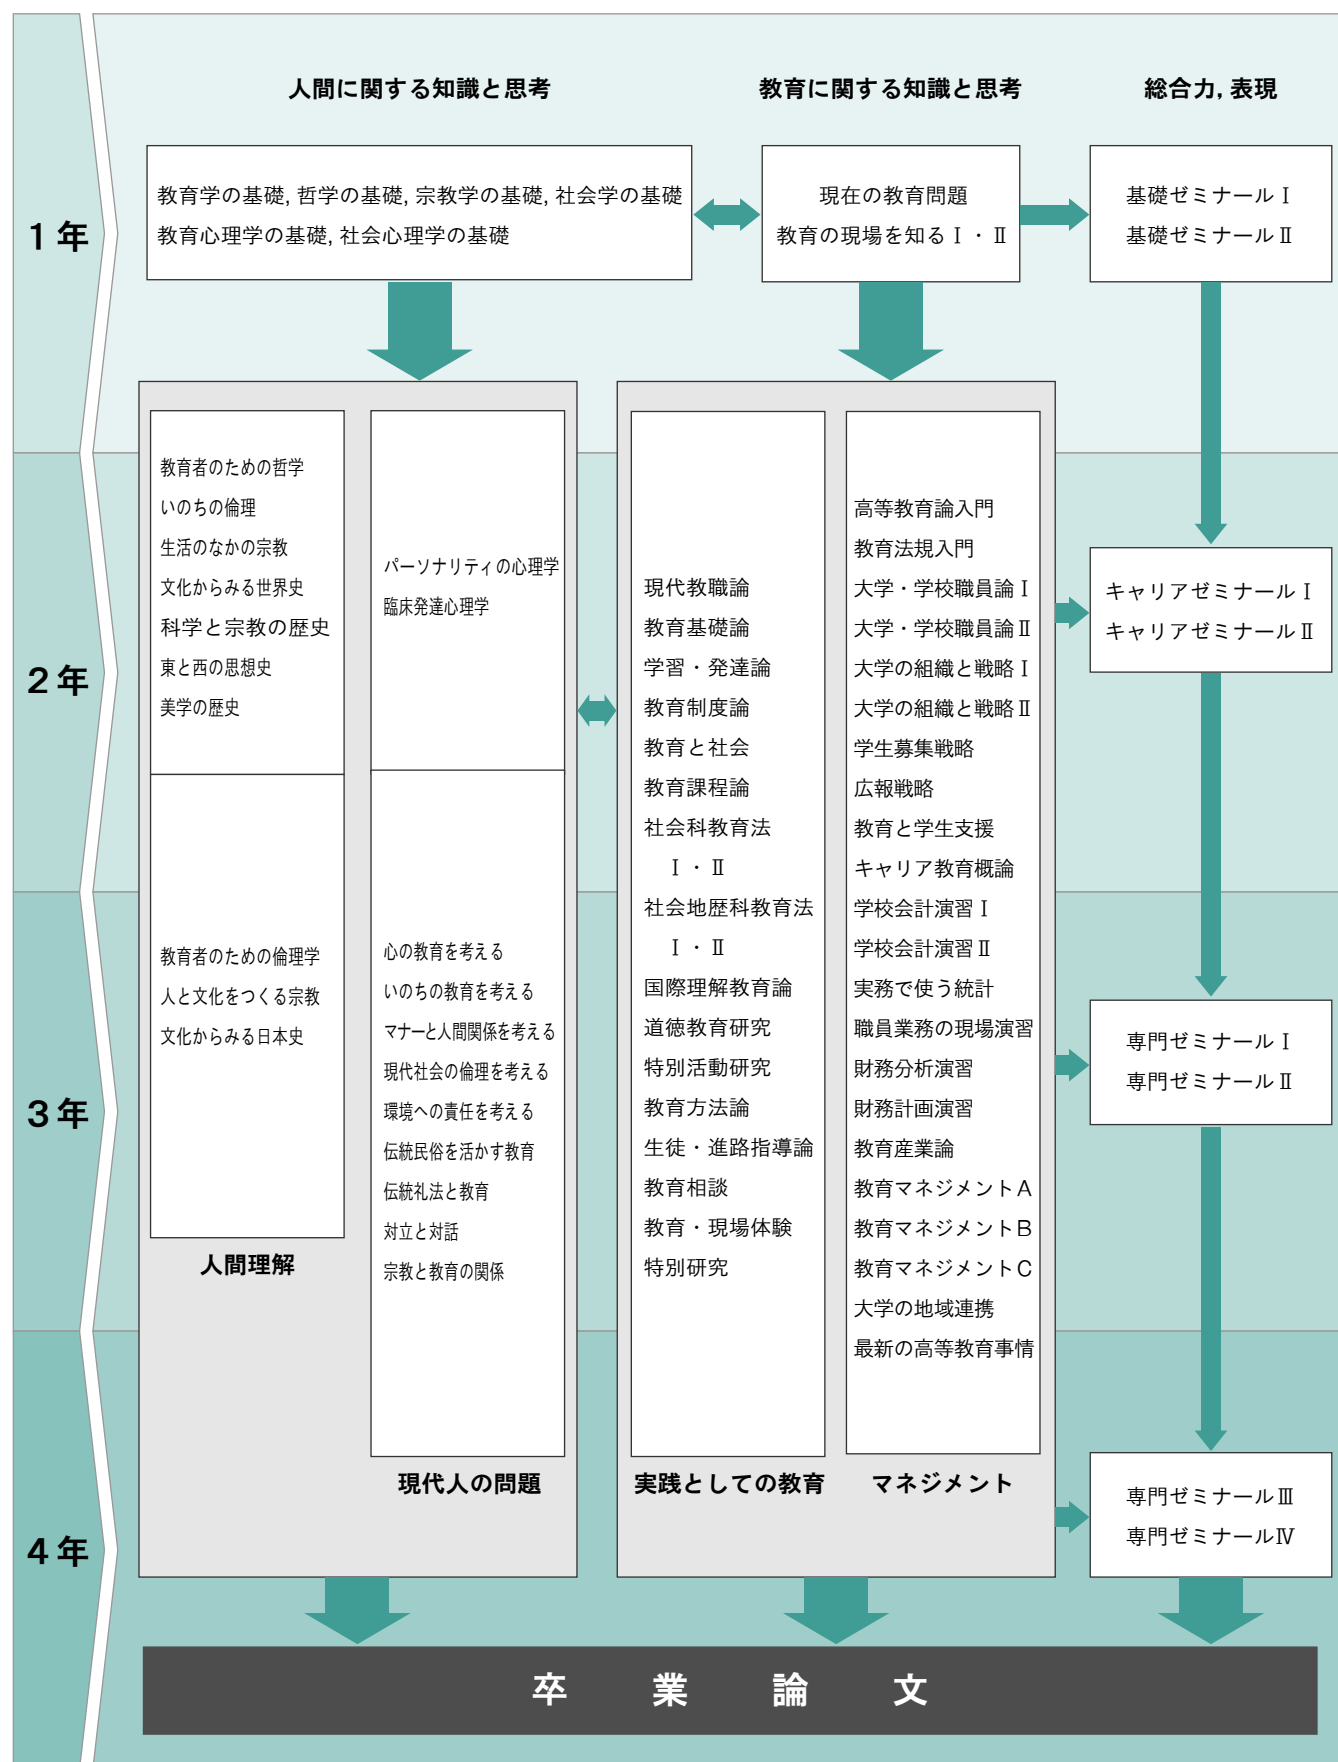 人間に関する知識と思考
教育に関する知識と思考
総合力, 表現
1年
教育学の基礎, 哲学の基礎, 宗教学の基礎, 社会学の基礎
教育心理学の基礎, 社会心理学の基礎
現在の教育問題
教育の現場を知るⅠ・Ⅱ
基礎ゼミナールⅠ
基礎ゼミナールⅡ
2年
教育者のための哲学
いのちの倫理
生活のなかの宗教
文化からみる世界史
科学と宗教の歴史
東と西の思想史
美学の歴史
パーソナリティの心理学
臨床発達心理学
3年
教育者のための倫理学
人と文化をつくる宗教
文化からみる日本史
人間理解
心の教育を考える
いのちの教育を考える
マナーと人間関係を考える
現代社会の倫理を考える
環境への責任を考える
伝統民俗を活かす教育
伝統礼法と教育
対立と対話
宗教と教育の関係
現代人の問題
現代教職論
教育基礎論
学習・発達論
教育制度論
教育と社会
教育課程論
社会科教育法
Ⅰ・Ⅱ
社会地歴科教育法
Ⅰ・Ⅱ
国際理解教育論
道徳教育研究
特別活動研究
教育方法論
生徒・進路指導論
教育相談
教育・現場体験
特別研究
実践としての教育
高等教育論入門
教育法規入門
大学・学校職員論Ⅰ
大学・学校職員論Ⅱ
大学の組織と戦略Ⅰ
大学の組織と戦略Ⅱ
学生募集戦略
広報戦略
教育と学生支援
キャリア教育概論
学校会計演習Ⅰ
学校会計演習Ⅱ
実務で使う統計
職員業務の現場演習
財務分析演習
財務計画演習
教育産業論
教育マネジメントA
教育マネジメントB
教育マネジメントC
大学の地域連携
最新の高等教育事情
マネジメント
キャリアゼミナールⅠ
キャリアゼミナールⅡ
専門ゼミナールⅠ
専門ゼミナールⅡ
4年
専門ゼミナールⅢ
専門ゼミナールⅣ
卒業論文